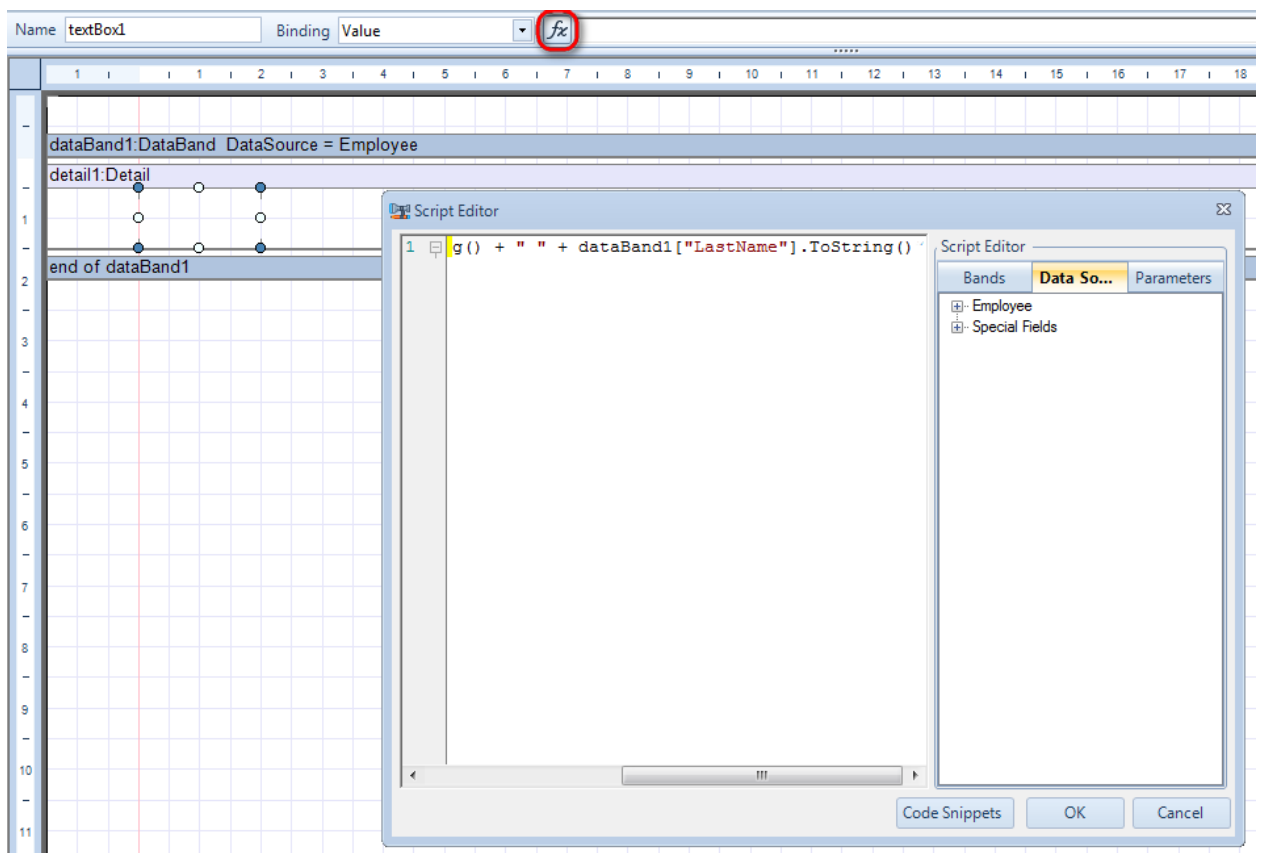 Name textBox1 Binding Value fx
1 1 2 3 4 5 6 7 8 9 10 11 12 13 14 15 16 17 18
dataBand1:DataBand DataSource = Employee
detail1:Detail
end of dataBand1
1
2
3
4
5
6
7
8
9
10
11
Script Editor
1 g() + " " + dataBand1["LastName"].ToString()
Script Editor
Bands Data So... Parameters
Employee
Special Fields
Code Snippets OK Cancel